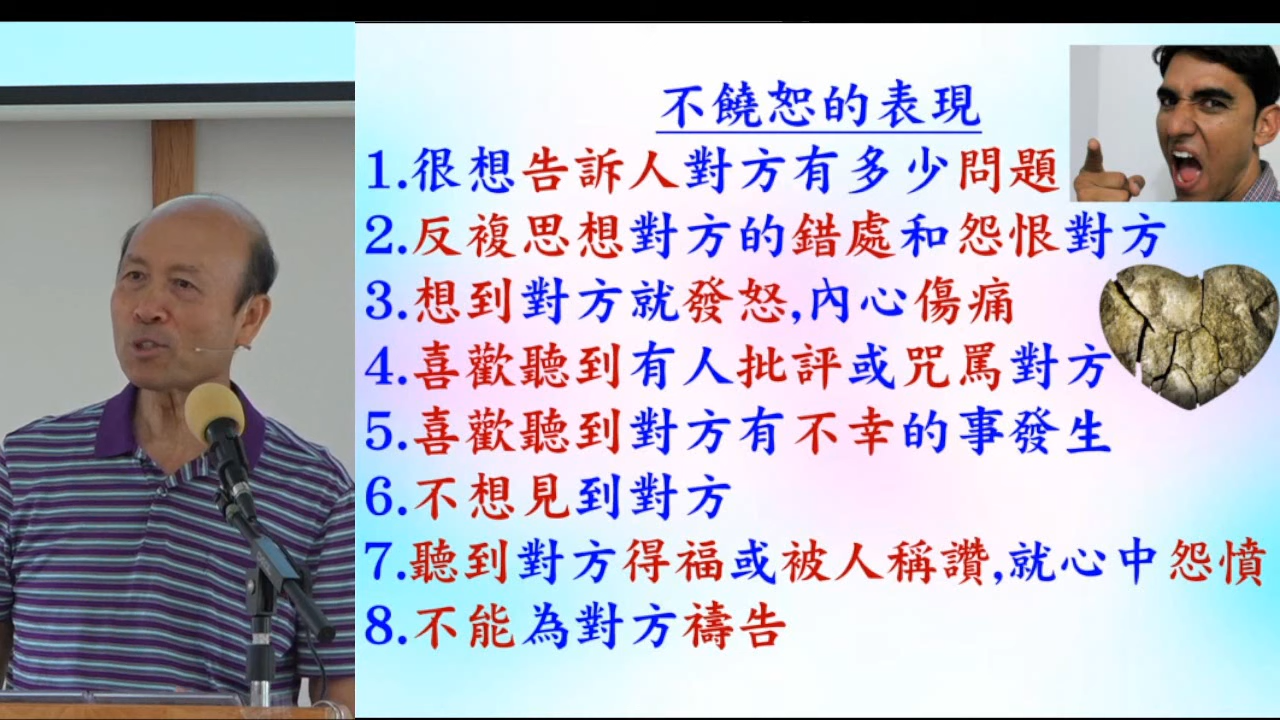 不饒恕的表現
1.很想告訴人對方有多少問題
2.反複思想對方的錯處和怨恨對方
3.想到對方就發怒,內心傷痛
4.喜歡聽到有人批評或咒罵對方
5.喜歡聽到對方有不幸的事發生
6.不想見到對方
7.聽到對方得福或被人稱讚,就心中怨憤
8.不能為對方禱告